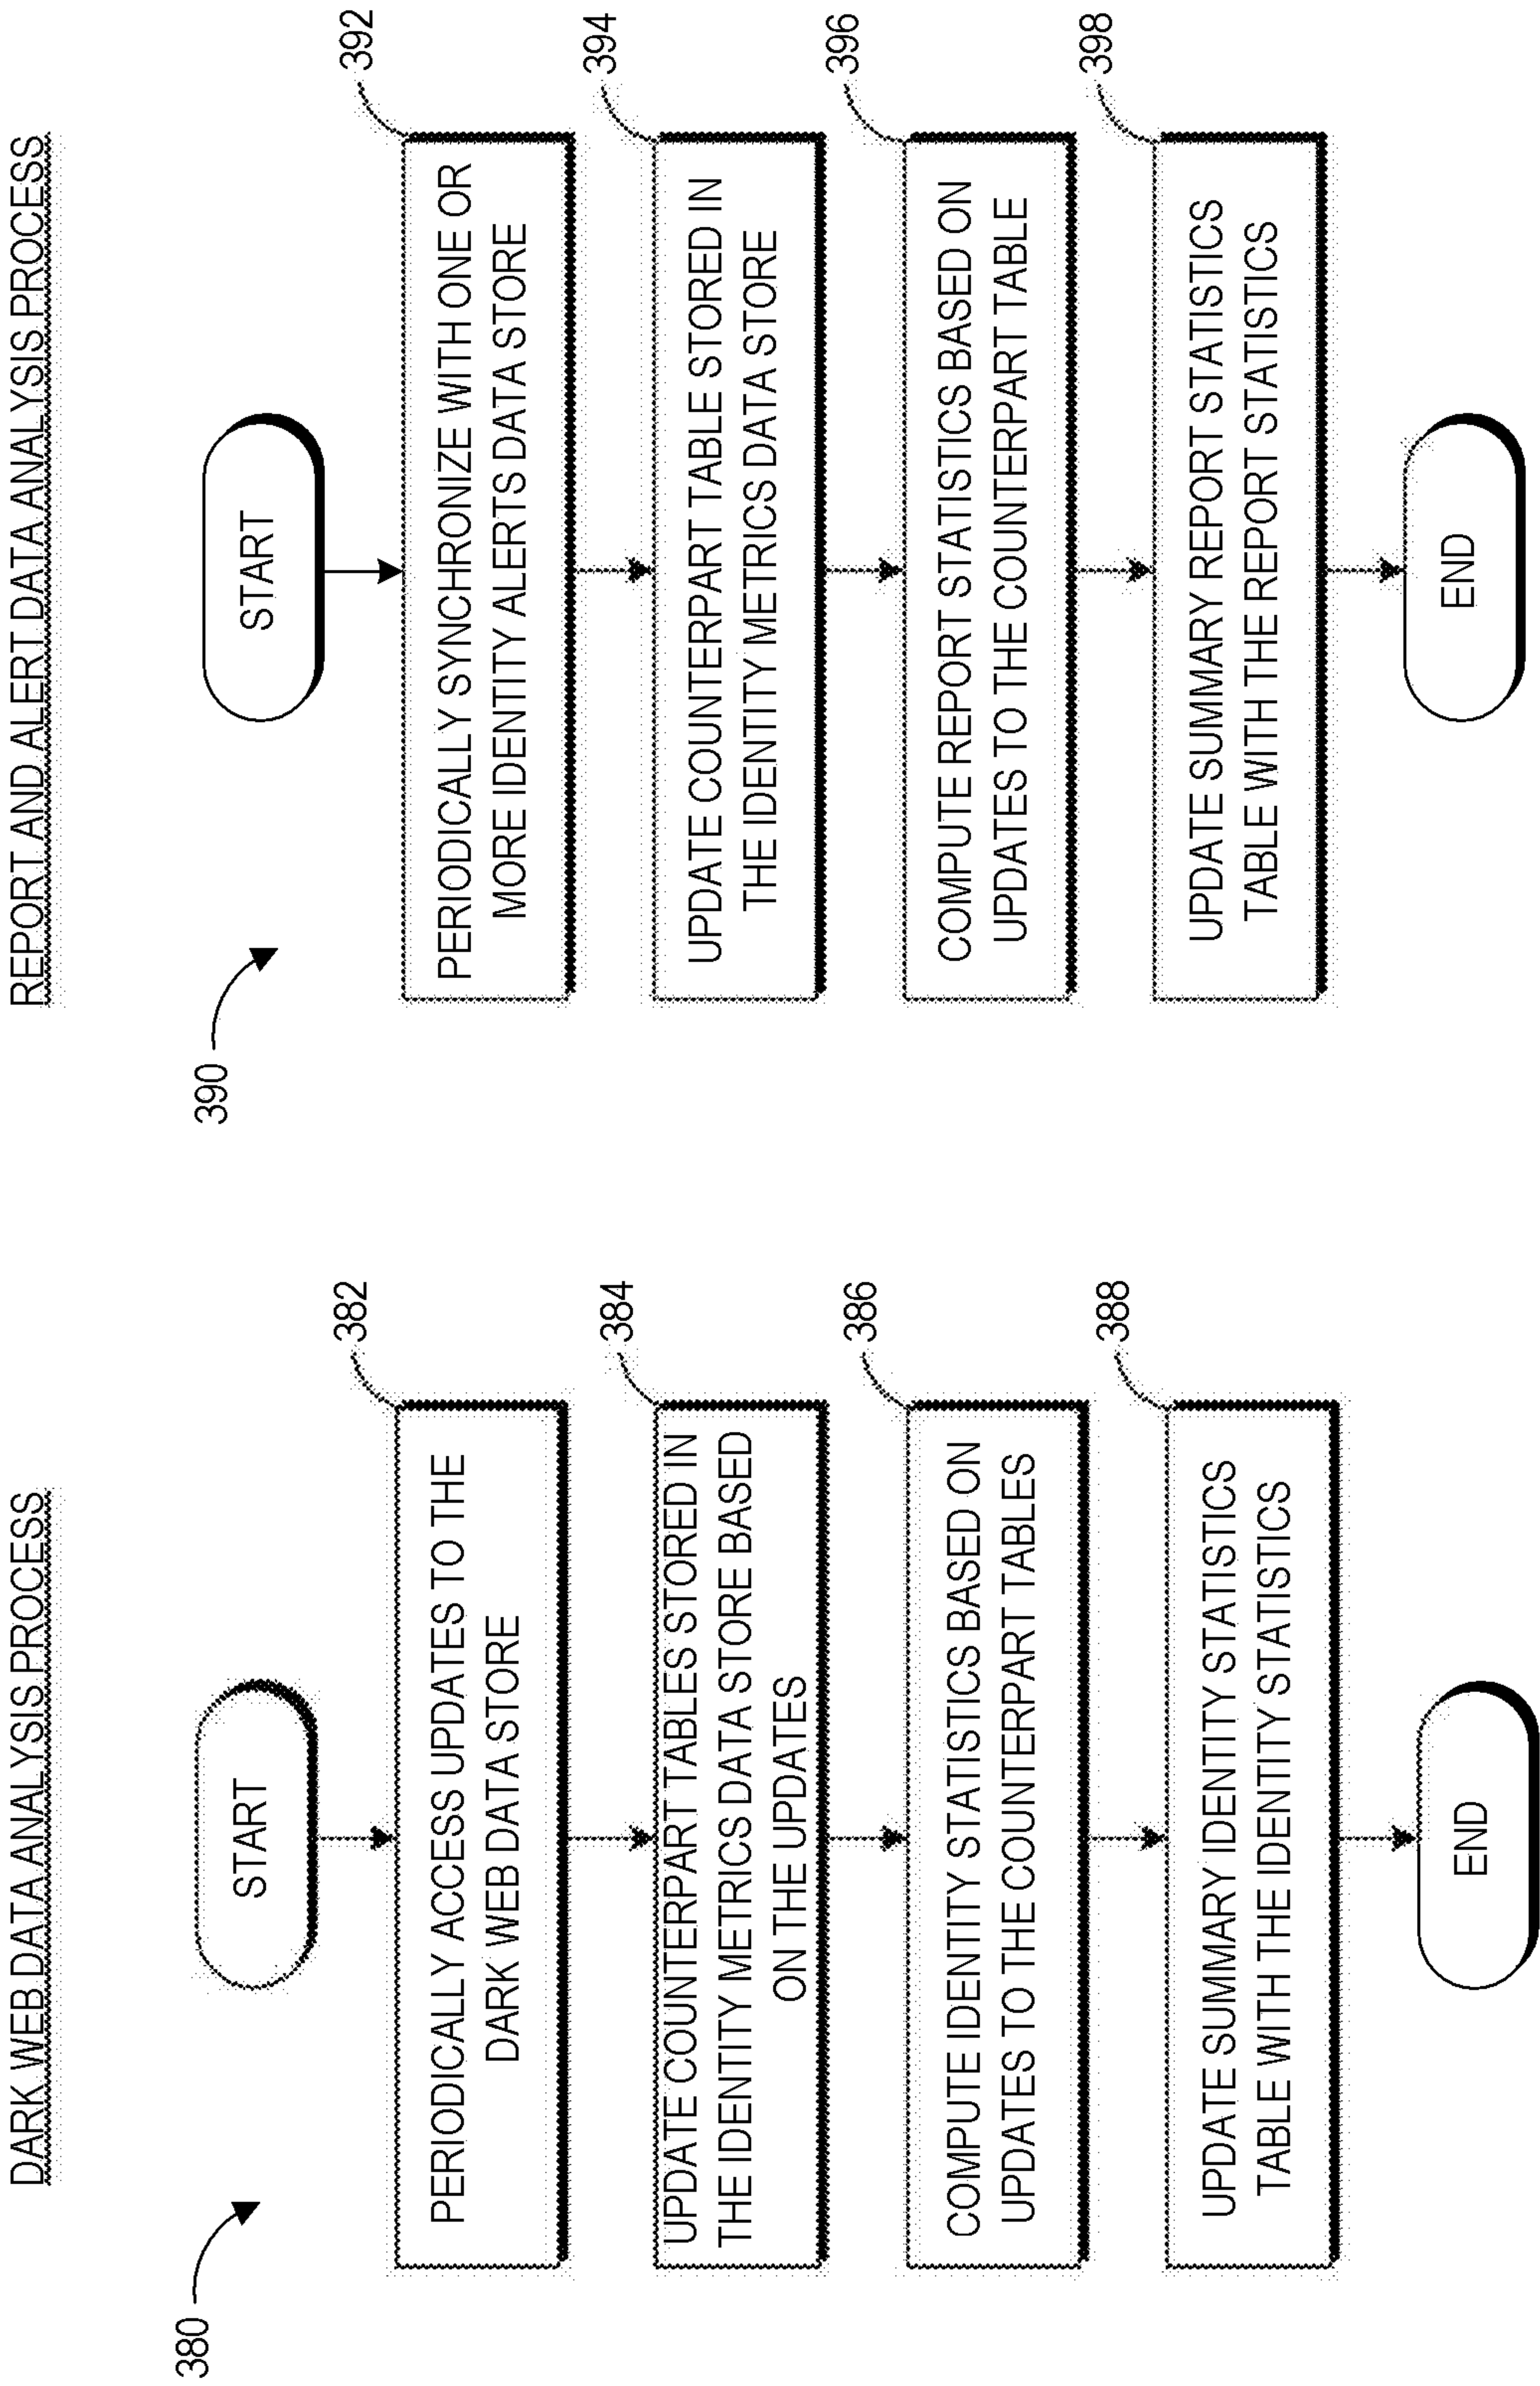 DARK WEB DATA ANALYSIS PROCESS
380
START
382
PERIODICALLY ACCESS UPDATES TO THE
DARK WEB DATA STORE
384
UPDATE COUNTERPART TABLES STORED IN
THE IDENTITY METRICS DATA STORE BASED
ON THE UPDATES
386
COMPUTE IDENTITY STATISTICS BASED ON
UPDATES TO THE COUNTERPART TABLES
388
UPDATE SUMMARY IDENTITY STATISTICS
TABLE WITH THE IDENTITY STATISTICS
END
REPORT AND ALERT DATA ANALYSIS PROCESS
390
START
392
PERIODICALLY SYNCHRONIZE WITH ONE OR
MORE IDENTITY ALERTS DATA STORE
394
UPDATE COUNTERPART TABLE STORED IN
THE IDENTITY METRICS DATA STORE
396
COMPUTE REPORT STATISTICS BASED ON
UPDATES TO THE COUNTERPART TABLE
398
UPDATE SUMMARY REPORT STATISTICS
TABLE WITH THE REPORT STATISTICS
END